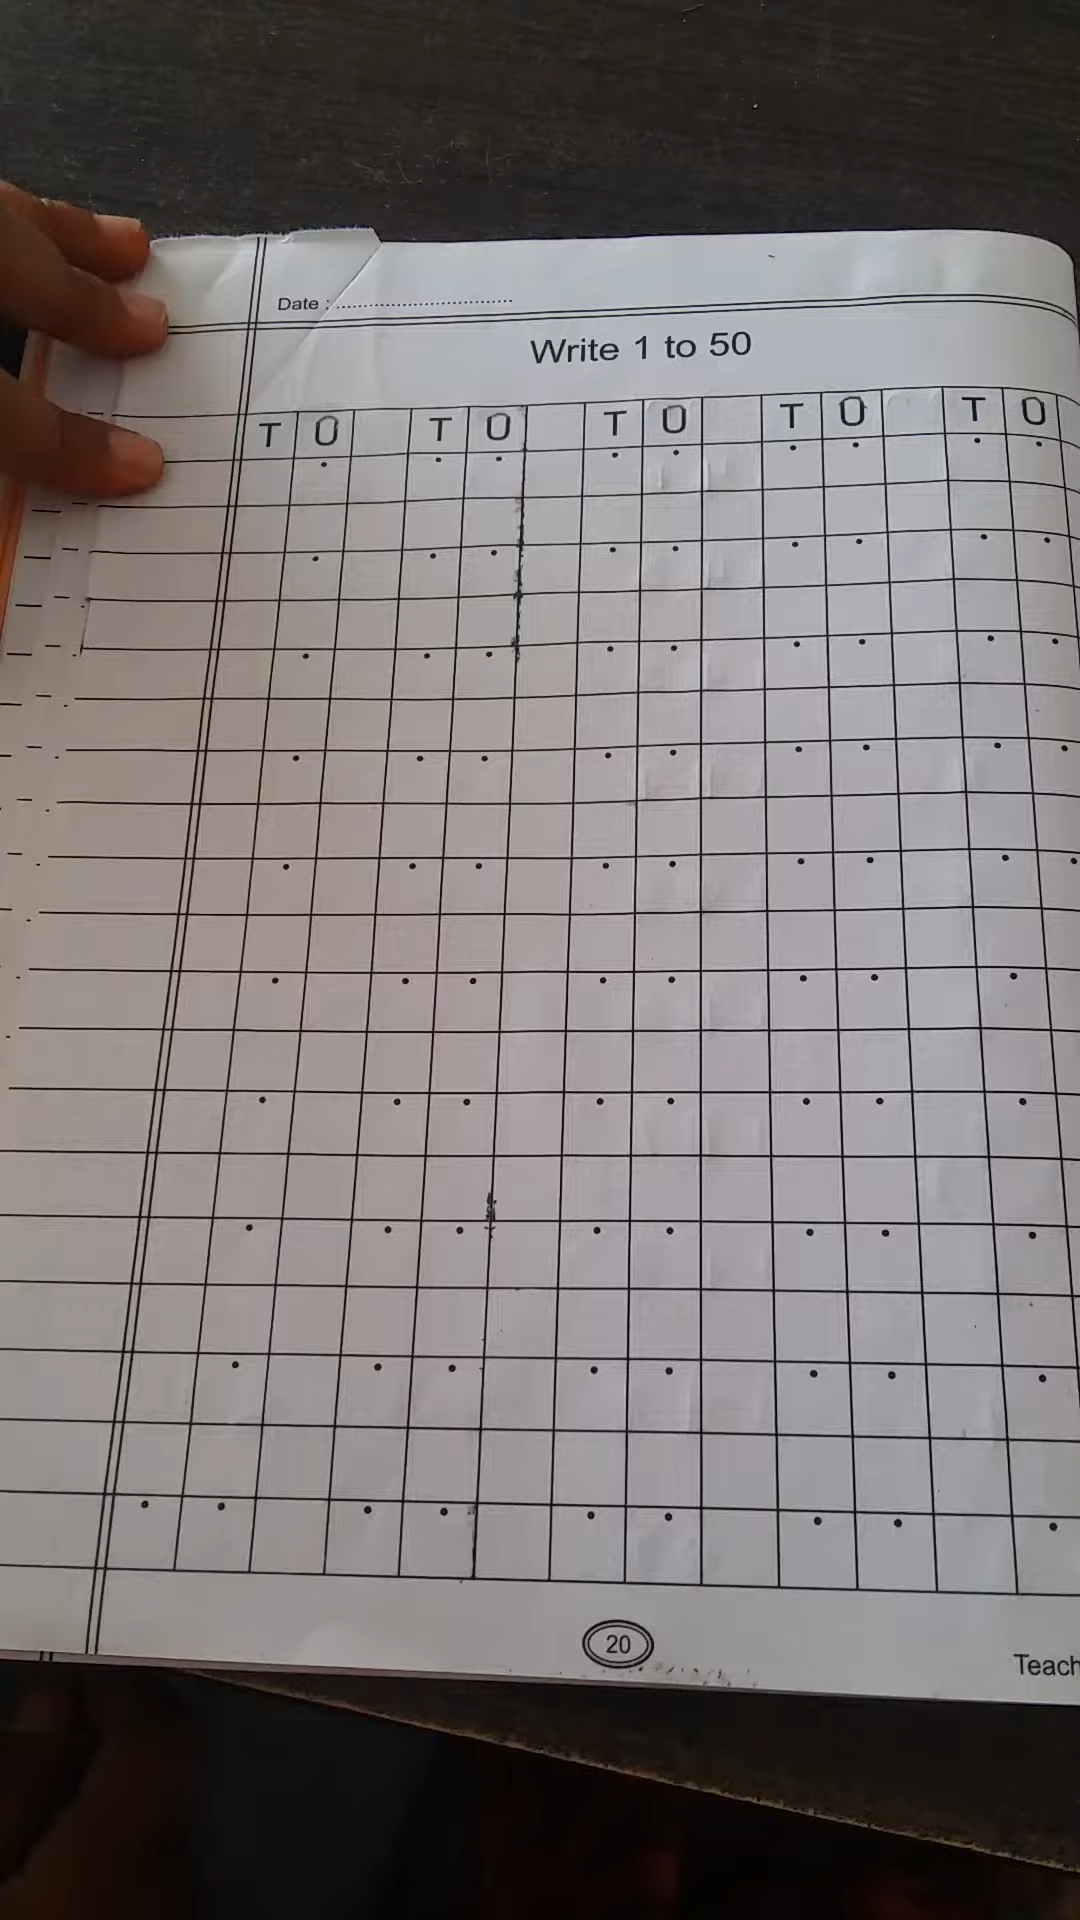 Date : ................................
Write 1 to 50
T O T O T O T O T O
20
Teach